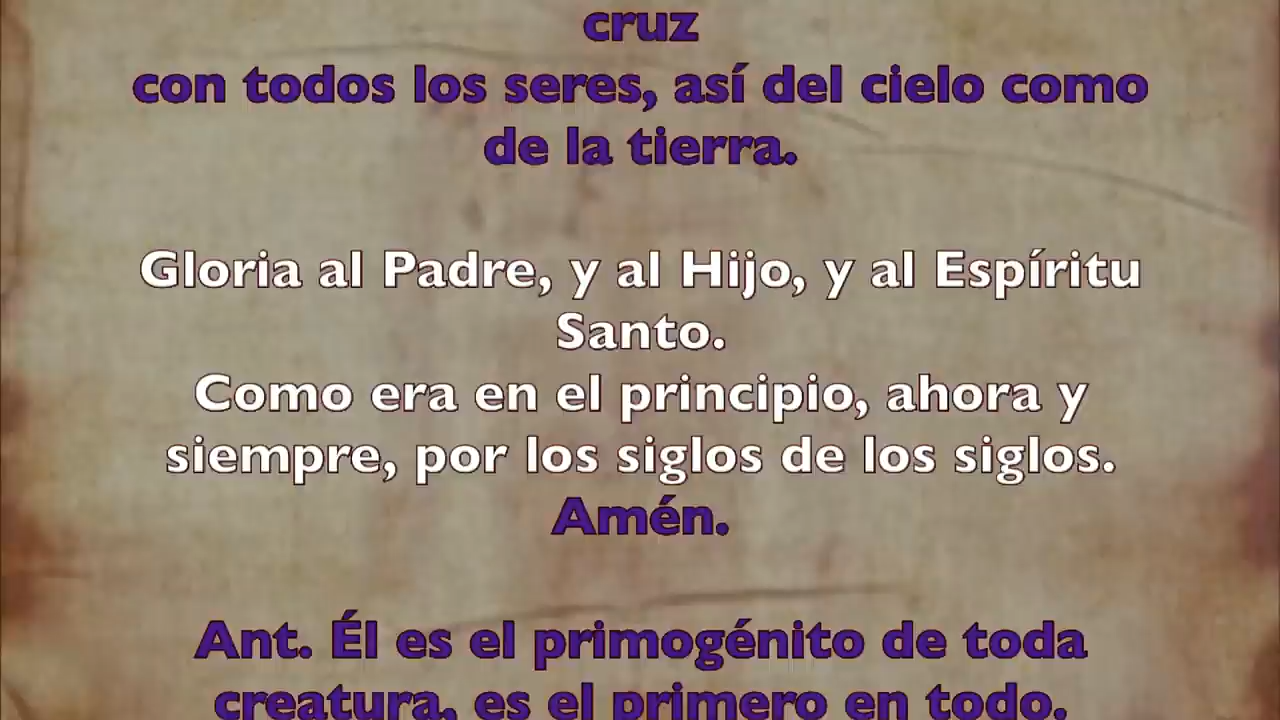 cruz
con todos los seres, así del cielo como
de la tierra.
Gloria al Padre, y al Hijo, y al Espíritu
Santo.
Como era en el principio, ahora y
siempre, por los siglos de los siglos.
Amén.
Ant. Él es el primogénito de toda
creatura, es el primero en todo.